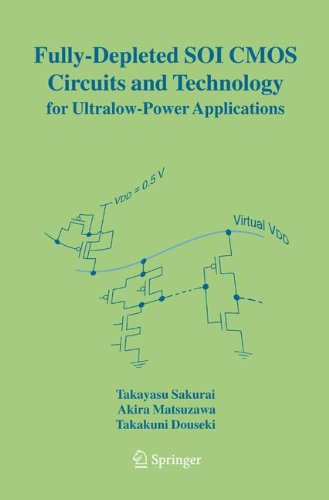 Fully-Depleted SOI CMOS
Circuits and Technology
for Ultralow-Power Applications
VDD = 0.5 V
Virtual VDD
Takayasu Sakurai
Akira Matsuzawa
Takakuni Douseki
Springer